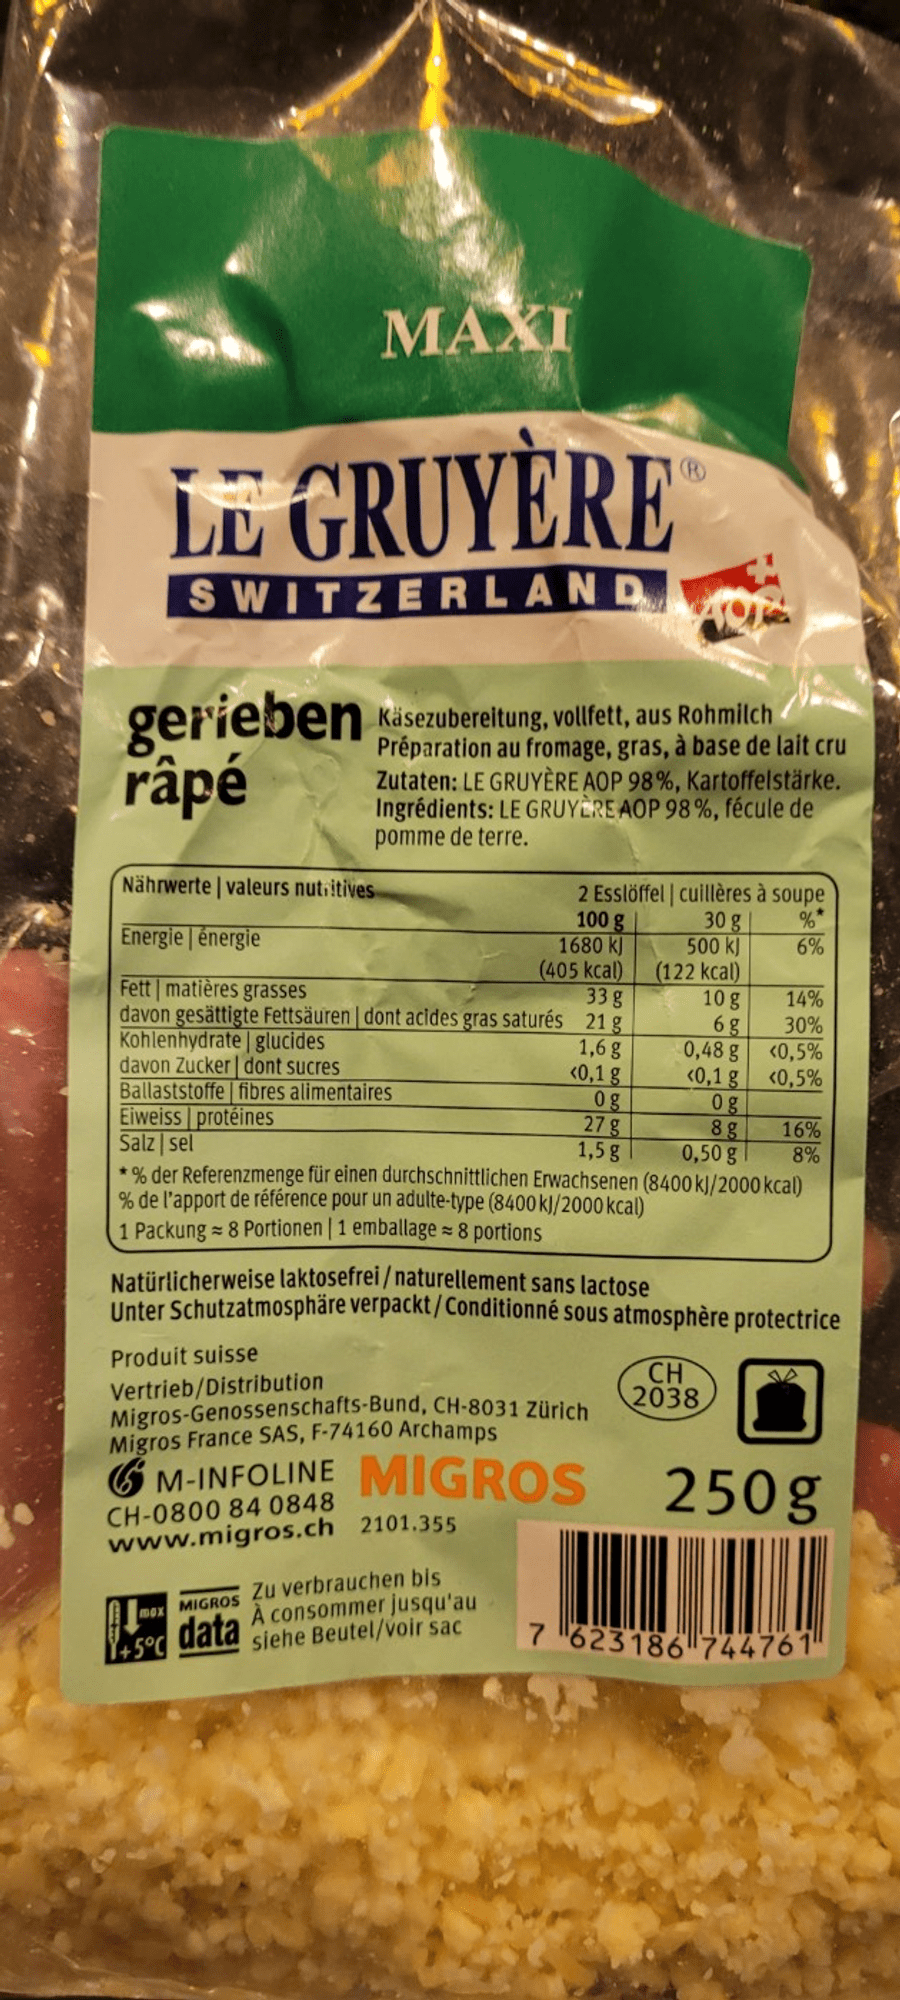 MAXI
LE GRUYÈRE®
SWITZERLAND
AOP
gerieben
râpé
Käsezubereitung, vollfett, aus Rohmilch
Préparation au fromage, gras, à base de lait cru
Zutaten: LE GRUYÈRE AOP 98%, Kartoffelstärke.
Ingrédients: LE GRUYÈRE AOP 98%, fécule de
pomme de terre.
Nährwerte | valeurs nutritives
2 Esslöffel | cuillères à soupe
100 g | 30 g | %*
Energie | énergie 1680 kJ 500 kJ 6%
(405 kcal) (122 kcal)
Fett | matières grasses 33 g 10 g 14%
davon gesättigte Fettsäuren | dont acides gras saturés 21 g 6 g 30%
Kohlenhydrate | glucides 1,6 g 0,48 g <0,5%
davon Zucker | dont sucres <0,1 g <0,1 g <0,5%
Ballaststoffe | fibres alimentaires 0 g 0 g
Eiweiss | protéines 27 g 8 g 16%
Salz | sel 1,5 g 0,50 g 8%
* % der Referenzmenge für einen durchschnittlichen Erwachsenen (8400 kJ/2000 kcal)
% de l'apport de référence pour un adulte-type (8400 kJ/2000 kcal)
1 Packung ≈ 8 Portionen | 1 emballage ≈ 8 portions
Natürlicherweise laktosefrei / naturellement sans lactose
Unter Schutzatmosphäre verpackt / Conditionné sous atmosphère protectrice
Produit suisse
Vertrieb/Distribution
Migros-Genossenschafts-Bund, CH-8031 Zürich
Migros France SAS, F-74160 Archamps
CH
2038
M-INFOLINE
CH-0800 84 0848
www.migros.ch
MIGROS
2101.355
250g
max
+5°C
MIGROS
data
Zu verbrauchen bis
À consommer jusqu'au
siehe Beutel/voir sac
7 623186 744761